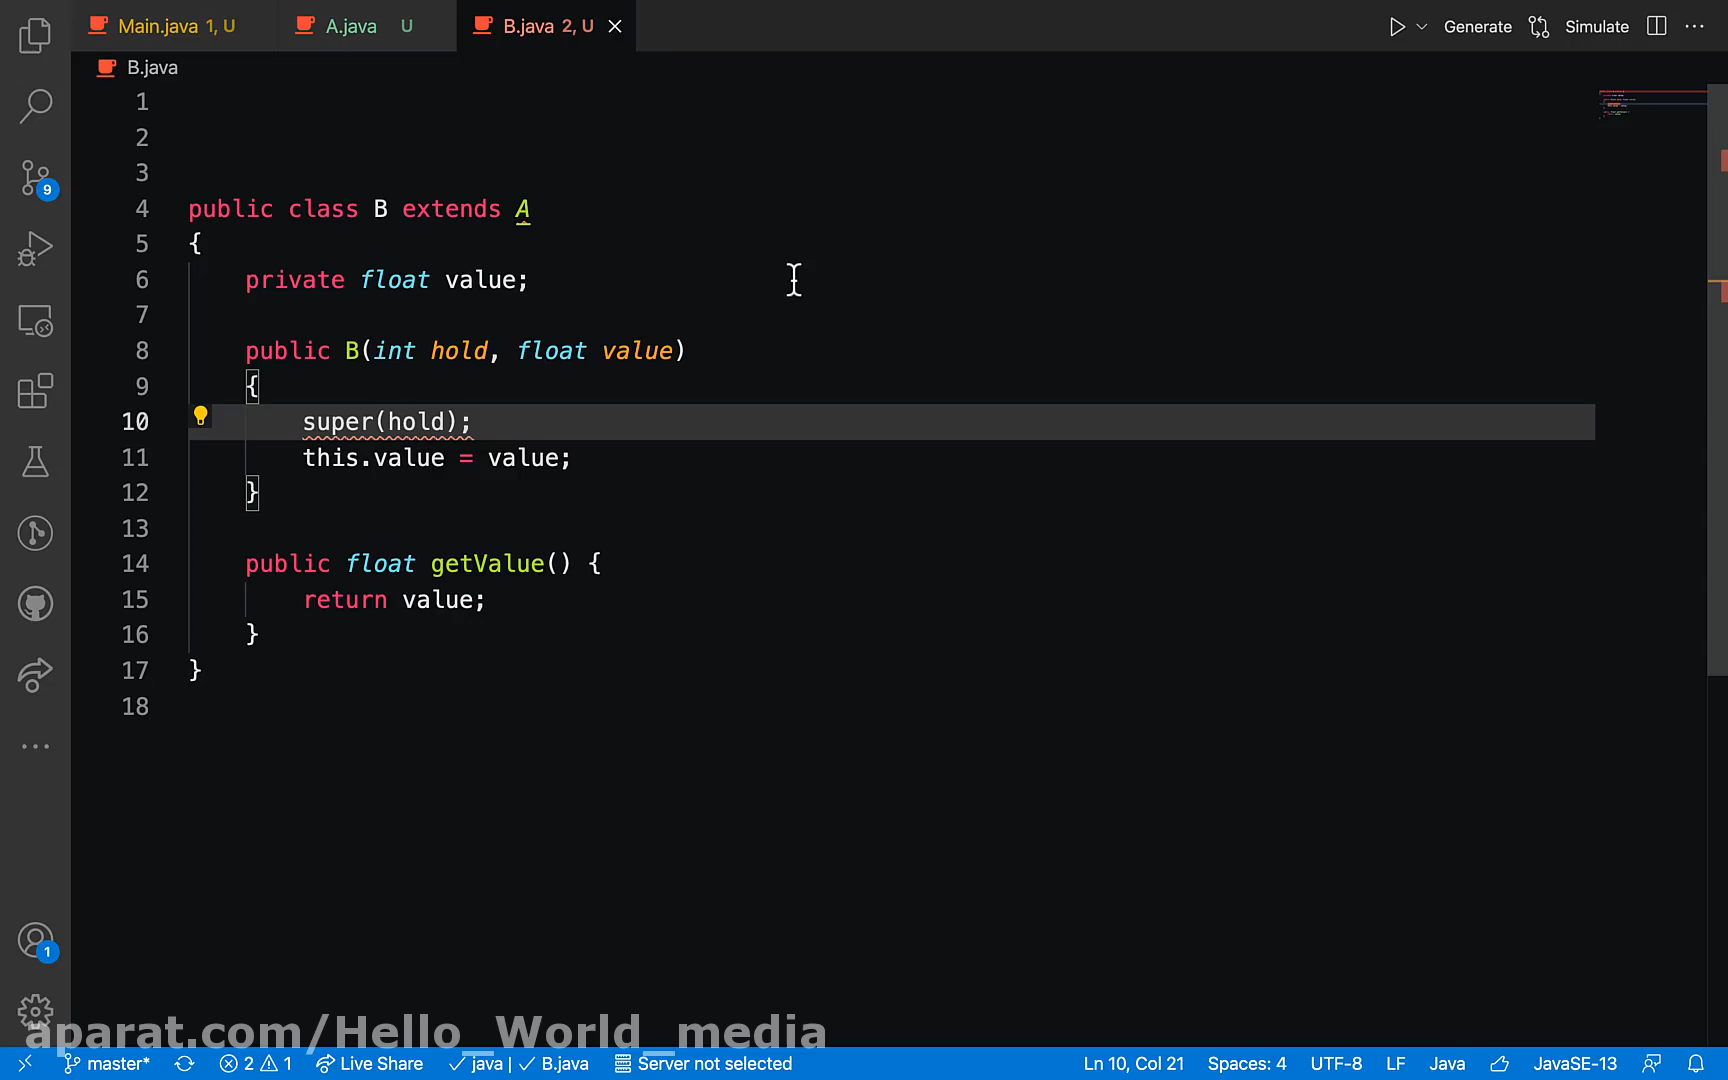 Main.java 1, U A.java U B.java 2, U Generate Simulate
B.java
1
2
3
4 public class B extends A
5 {
6 private float value;
7
8 public B(int hold, float value)
9 {
10 super(hold);
11 this.value = value;
12 }
13
14 public float getValue() {
15 return value;
16 }
17 }
18
9
1
aparat.com/Hello_World_media
master* 2 1 Live Share java | B.java Server not selected Ln 10, Col 21 Spaces: 4 UTF-8 LF Java JavaSE-13